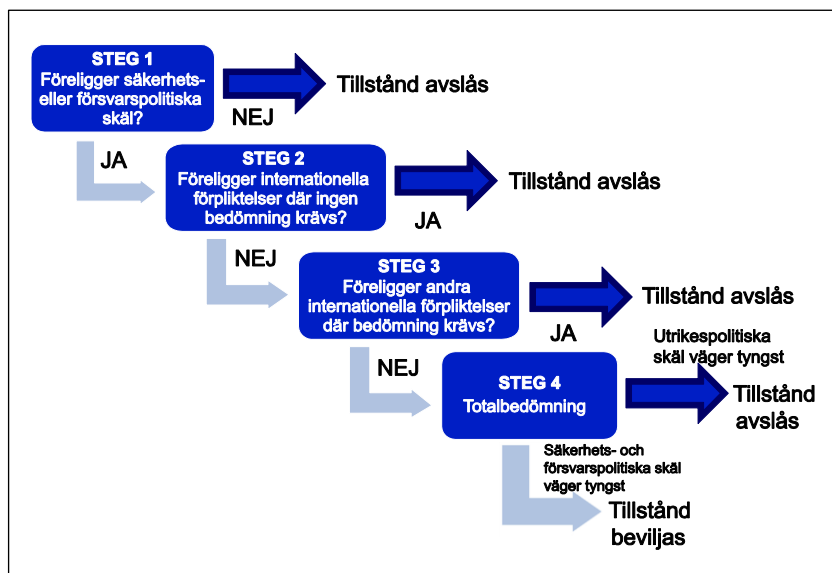 STEG 1
Föreligger säkerhets-
eller försvarspolitiska
skäl?
NEJ
Tillstånd avslås
JA
STEG 2
Föreligger internationella
förpliktelser där ingen
bedömning krävs?
JA
Tillstånd avslås
NEJ
STEG 3
Föreligger andra
internationella förpliktelser
där bedömning krävs?
JA
Tillstånd avslås
NEJ
STEG 4
Totalbedömning
Utrikespolitiska
skäl väger tyngst
Tillstånd
avslås
Säkerhets- och
försvarspolitiska skäl
väger tyngst
Tillstånd
beviljas